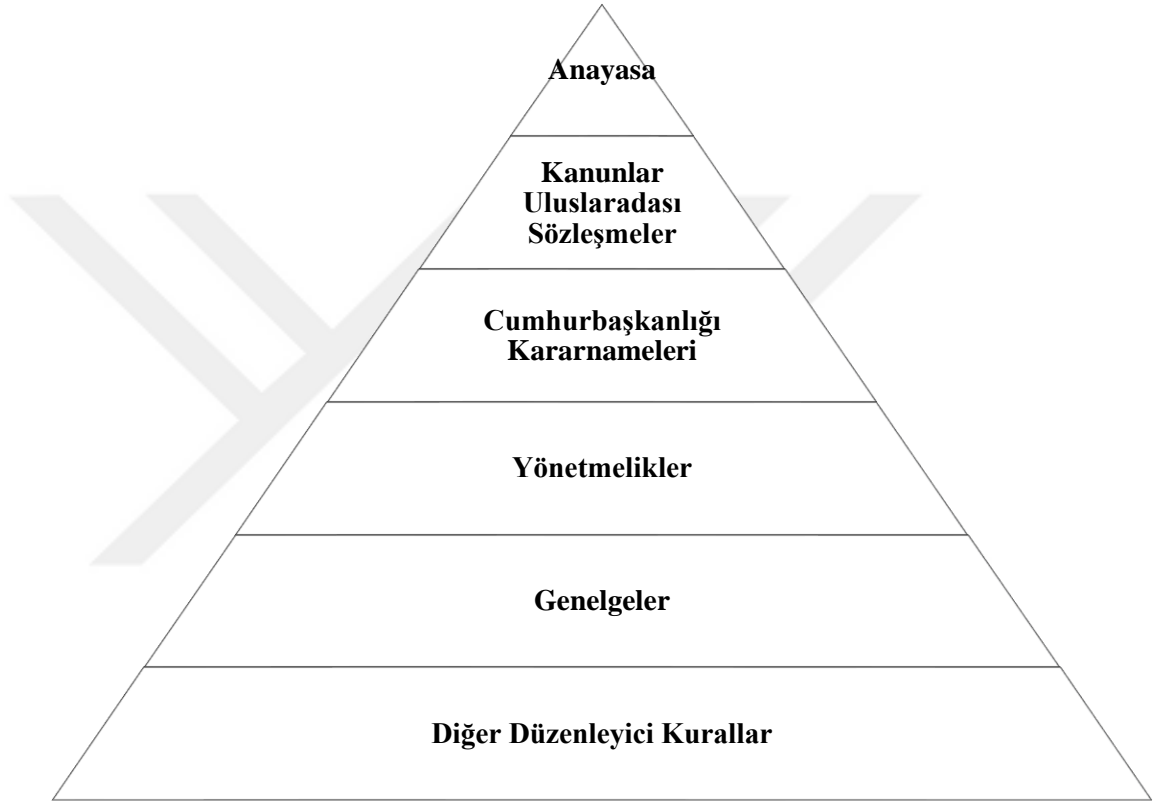 Anayasa
Kanunlar
Uluslaradası
Sözleşmeler
Cumhurbaşkanlığı
Kararnameleri
Yönetmelikler
Genelgeler
Diğer Düzenleyici Kurallar